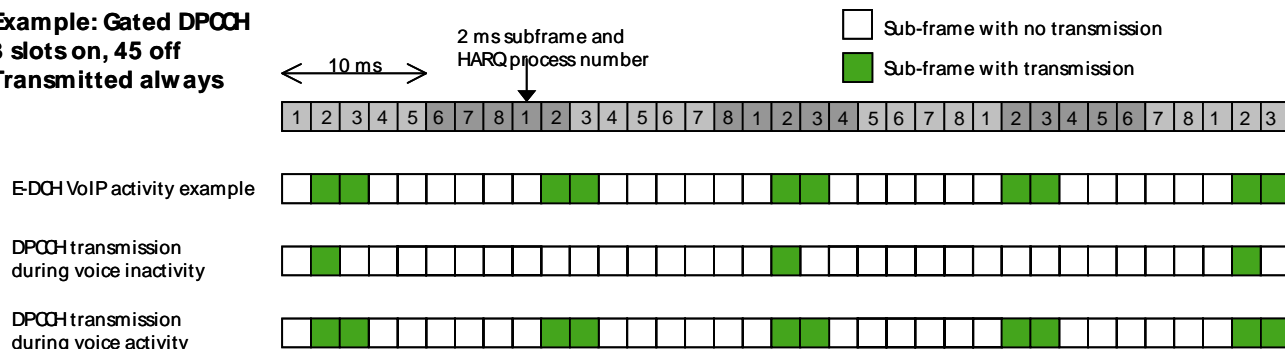 Example: Gated DPCCH
3 slots on, 45 off
Transmitted always
10 ms
2 ms subframe and
HARQ process number
Sub-frame with no transmission
Sub-frame with transmission
1 2 3 4 5 6 7 8 1 2 3 4 5 6 7 8 1 2 3 4 5 6 7 8 1 2 3 4 5 6 7 8 1 2 3
E-DCH VoIP activity example
DPCCH transmission
during voice inactivity
DPCCH transmission
during voice activity